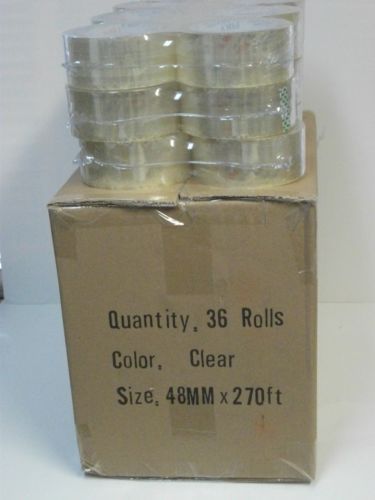 Quantity. 36 Rolls
Color. Clear
Size. 48MM x 270ft